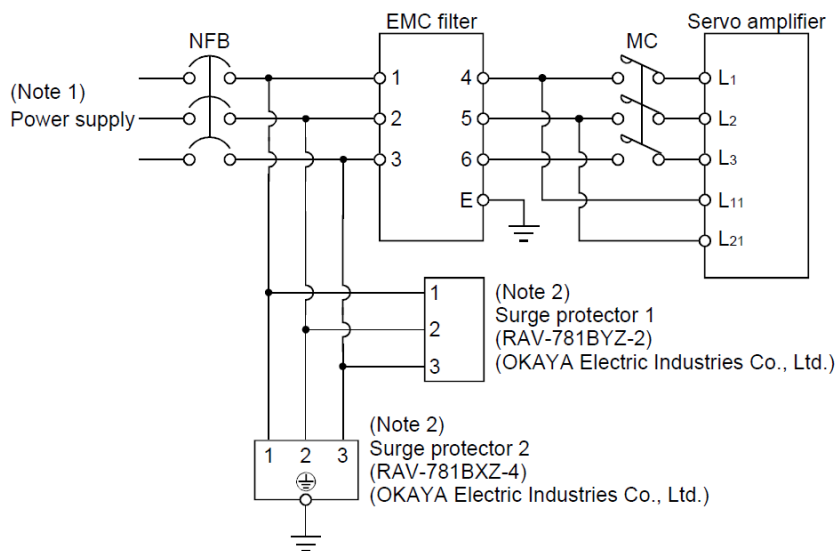 EMC filter
Servo amplifier
NFB
MC
(Note 1)
Power supply
1
4
L1
2
5
L2
3
6
L3
E
L11
L21
1
2
3
(Note 2)
Surge protector 1
(RAV-781BYZ-2)
(OKAYA Electric Industries Co., Ltd.)
1 2 3
(Note 2)
Surge protector 2
(RAV-781BXZ-4)
(OKAYA Electric Industries Co., Ltd.)